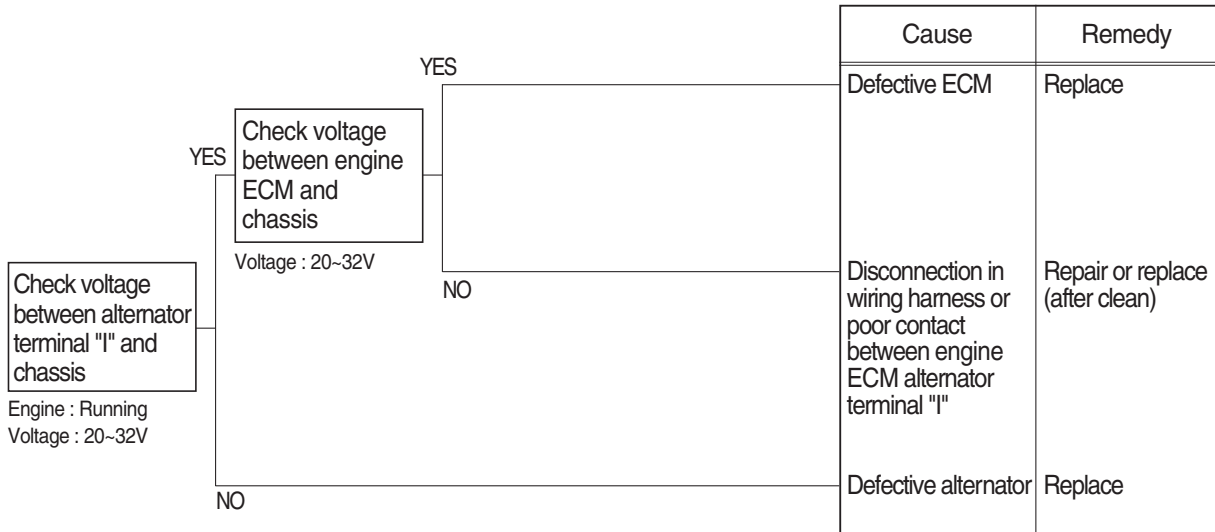 Cause
Remedy
YES
Defective ECM
Replace
YES
Check voltage
between engine
ECM and
chassis
Voltage : 20~32V
NO
Disconnection in
wiring harness or
poor contact
between engine
ECM alternator
terminal "I"
Repair or replace
(after clean)
Check voltage
between alternator
terminal "I" and
chassis
Engine : Running
Voltage : 20~32V
NO
Defective alternator
Replace